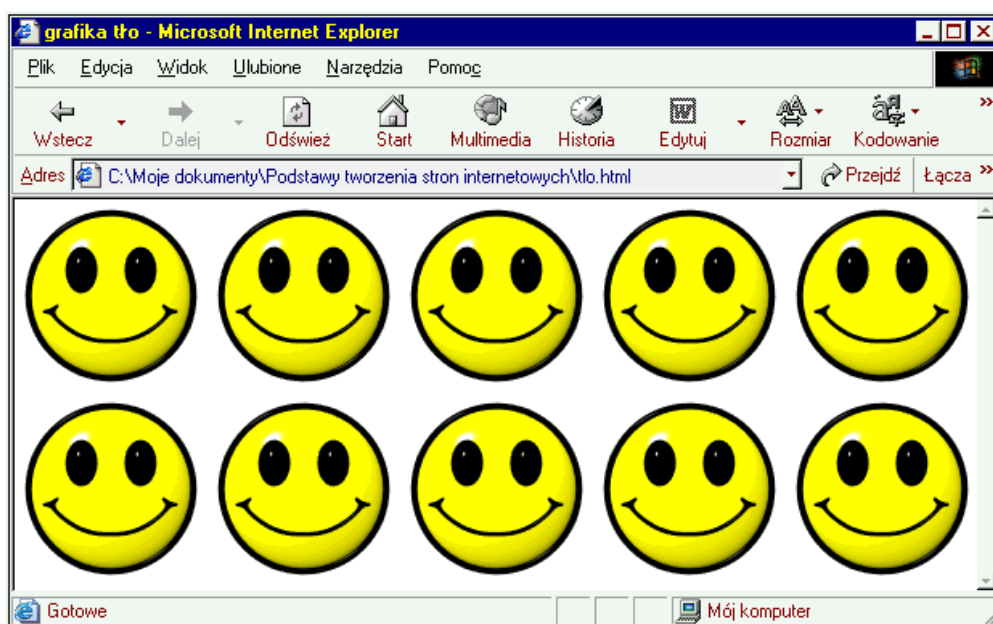 grafika tło - Microsoft Internet Explorer
Plik Edycja Widok Ulubione Narzędzia Pomoc
Wstecz Dalej Odśwież Start Multimedia Historia Edytuj Rozmiar Kodowanie »
Adres C:\Moje dokumenty\Podstawy tworzenia stron internetowych\tlo.html Przejdź Łącza »
Gotowe Mój komputer